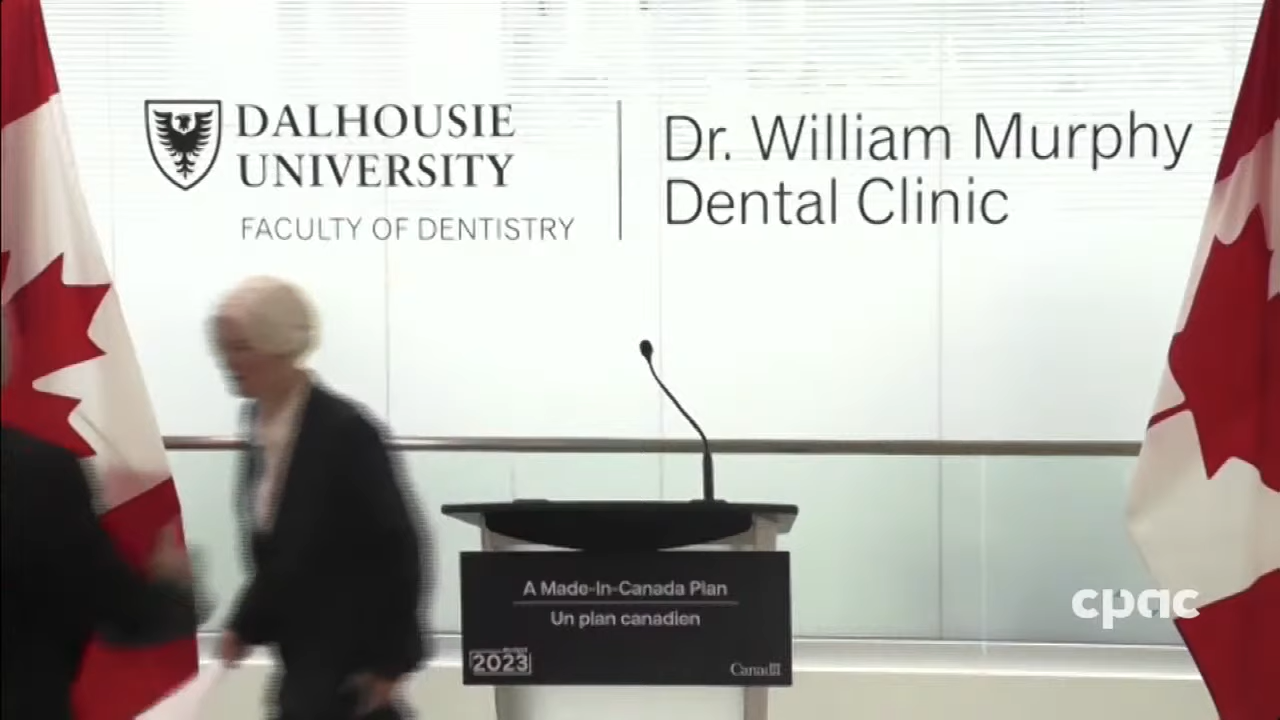 DALHOUSIE
UNIVERSITY
FACULTY OF DENTISTRY
Dr. William Murphy
Dental Clinic
A Made-In-Canada Plan
Un plan canadien
2023
Canada
cpac